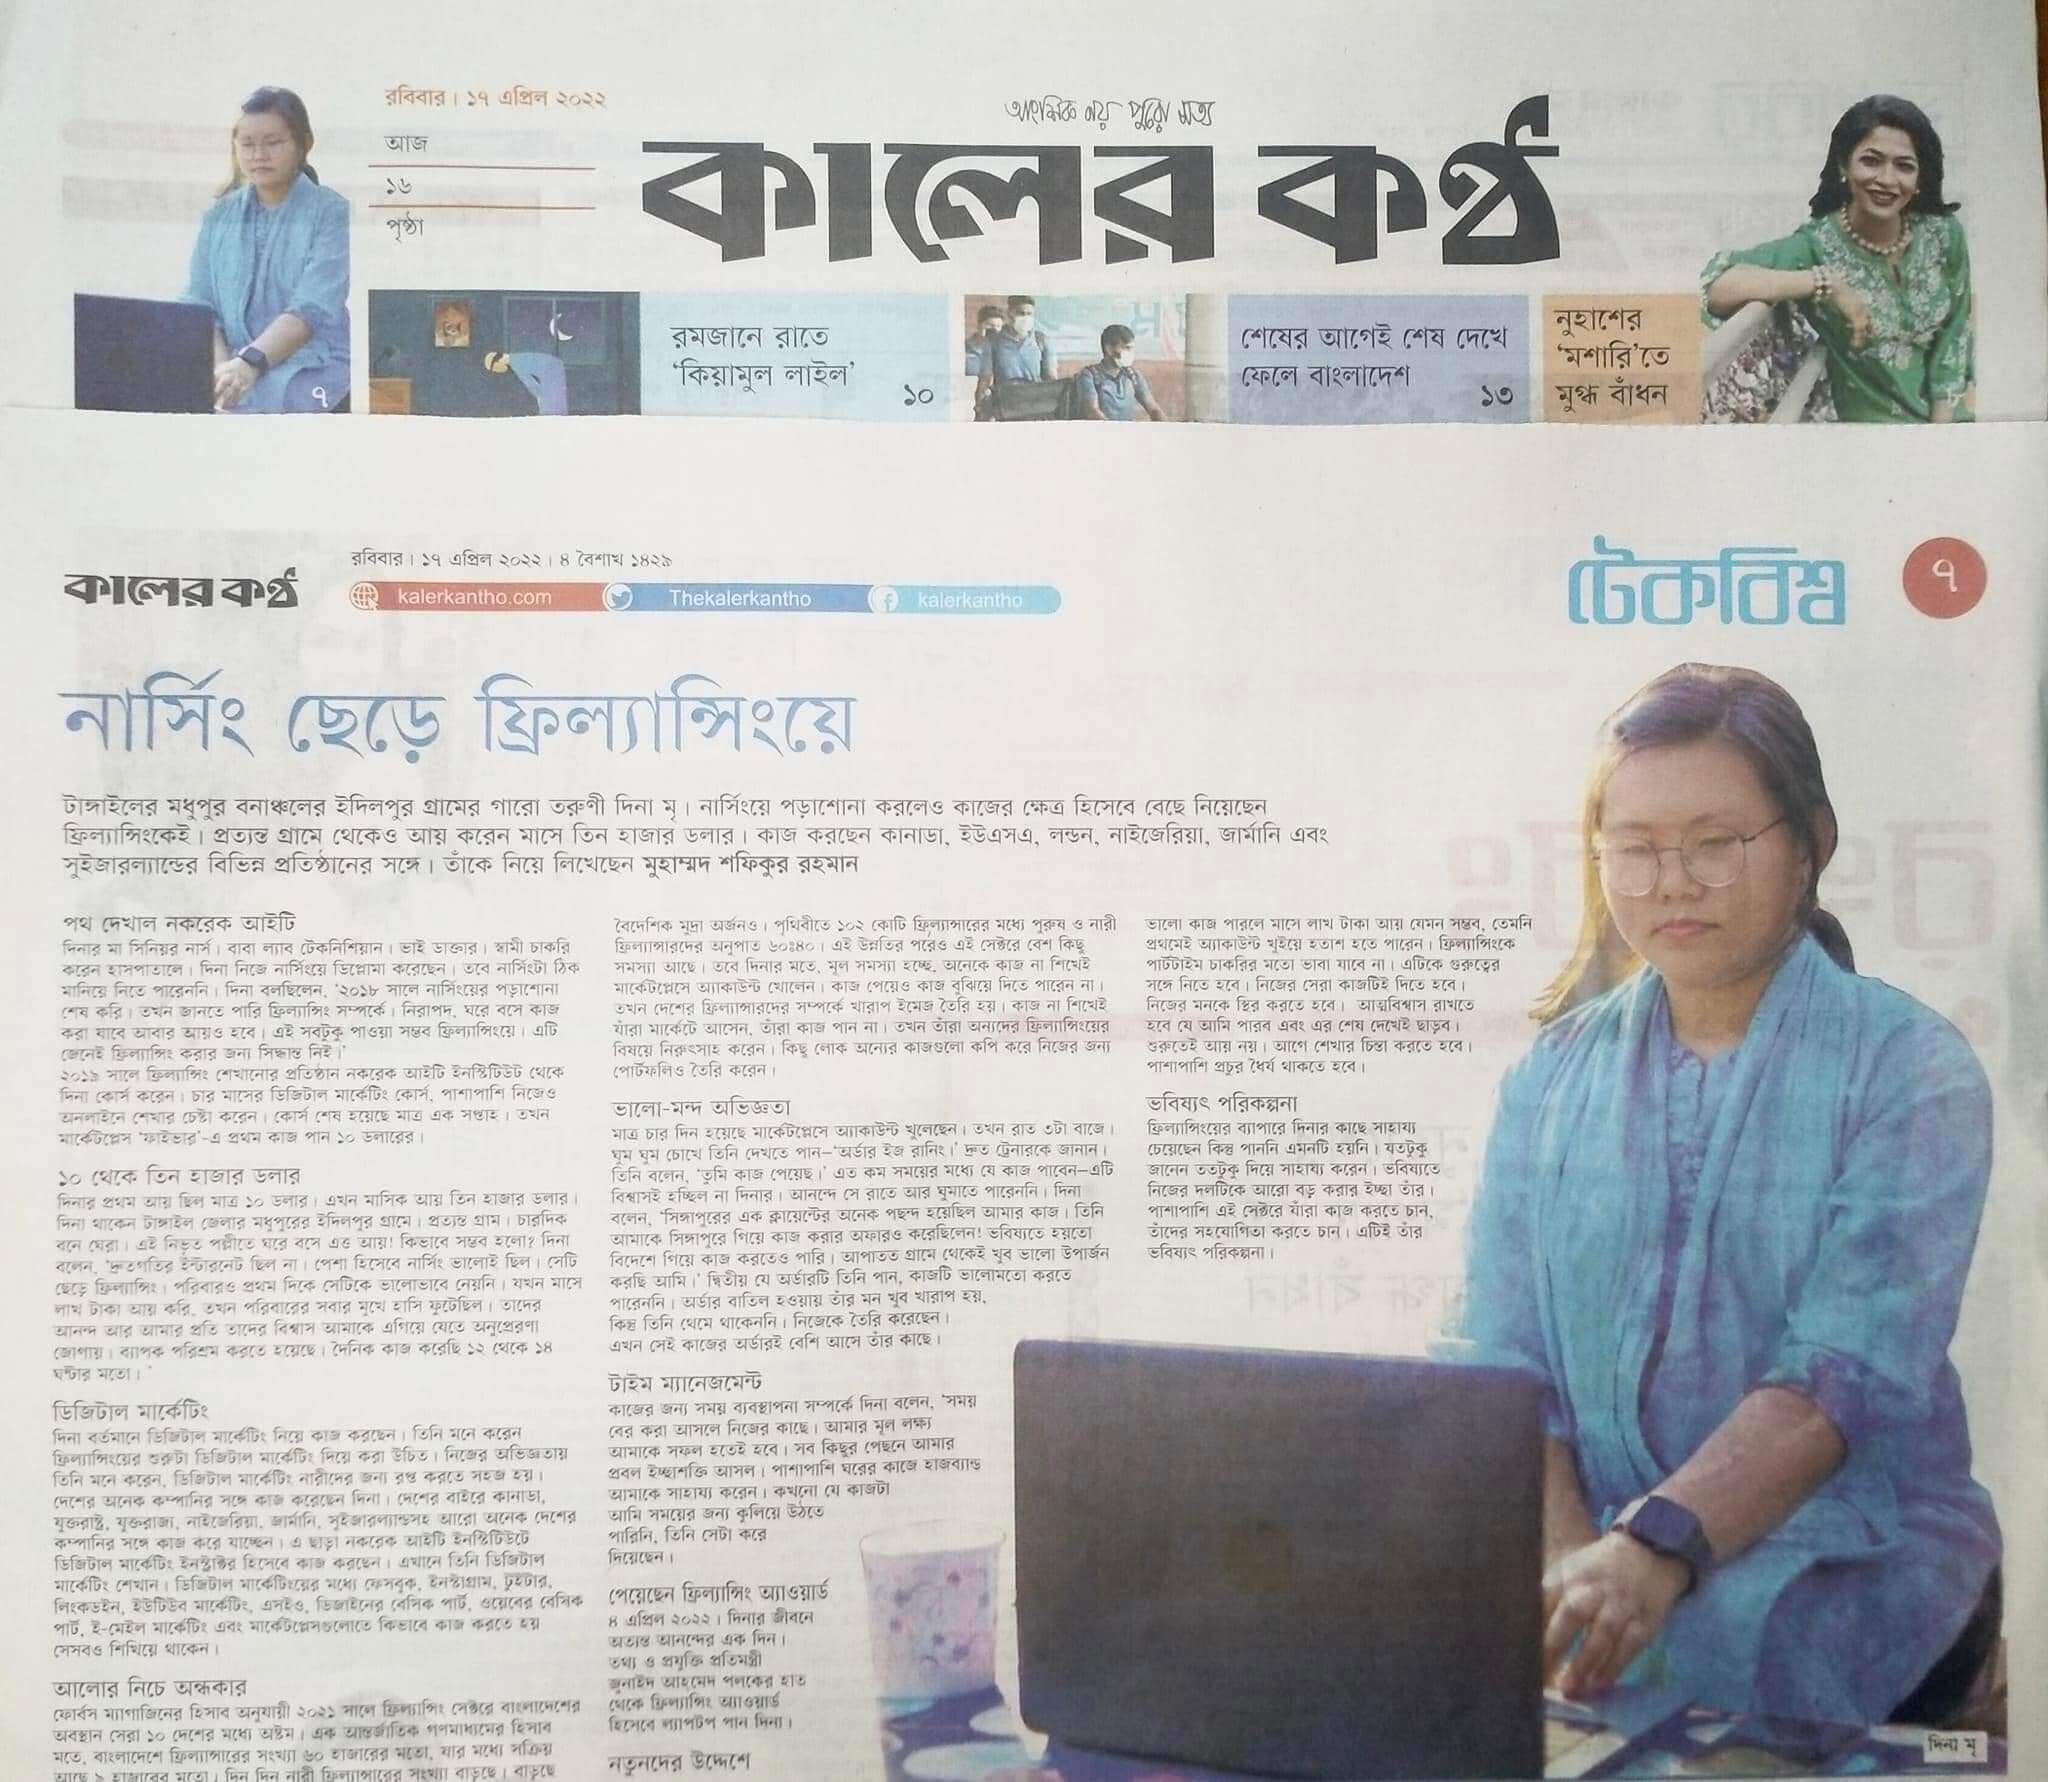 রবিবার। ১৭ এপ্রিল ২০২২
আজ
১৬
পৃষ্ঠা
আংশিক নয় পুরো সত্য
কালের কণ্ঠ
৭
রমজানে রাতে
‘কিয়ামুল লাইল’
১০
শেষের আগেই শেষ দেখে
ফেলে বাংলাদেশ
১৩
নুহাশের
‘মশারি’তে
মুগ্ধ বাঁধন
কালের কণ্ঠ
রবিবার। ১৭ এপ্রিল ২০২২। ৪ বৈশাখ ১৪২৯
kalerkantho.com
Thekalerkantho
kalerkantho
টেকবিশ্ব
৭
নার্সিং ছেড়ে ফ্রিল্যান্সিংয়ে
টাঙ্গাইলের মধুপুর বনাঞ্চলের ইদিলপুর গ্রামের গারো তরুণী দিনা মৃ। নার্সিংয়ে পড়াশোনা করলেও কাজের ক্ষেত্র হিসেবে বেছে নিয়েছেন
ফ্রিল্যান্সিংকেই। প্রত্যন্ত গ্রামে থেকেও আয় করেন মাসে তিন হাজার ডলার। কাজ করছেন কানাডা, ইউএসএ, লন্ডন, নাইজেরিয়া, জার্মানি এবং
সুইজারল্যান্ডের বিভিন্ন প্রতিষ্ঠানের সঙ্গে। তাঁকে নিয়ে লিখেছেন মুহাম্মদ শফিকুর রহমান
পথ দেখাল নকরেক আইটি
দিনার মা সিনিয়র নার্স। বাবা ল্যাব টেকনিশিয়ান। ভাই ডাক্তার। স্বামী চাকরি
করেন হাসপাতালে। দিনা নিজে নার্সিংয়ে ডিপ্লোমা করেছেন। তবে নার্সিংটা ঠিক
মানিয়ে নিতে পারেননি। দিনা বলছিলেন, ‘২০১৮ সালে নার্সিংয়ের পড়াশোনা
শেষ করি। তখন জানতে পারি ফ্রিল্যান্সিং সম্পর্কে। নিরাপদ, ঘরে বসে কাজ
করা যাবে আবার আয়ও হবে। এই সবটুকু পাওয়া সম্ভব ফ্রিল্যান্সিংয়ে। এটি
জেনেই ফ্রিল্যান্সিং করার জন্য সিদ্ধান্ত নিই।’
২০১৯ সালে ফ্রিল্যান্সিং শেখানোর প্রতিষ্ঠান নকরেক আইটি ইনস্টিটিউট থেকে
দিনা কোর্স করেন। চার মাসের ডিজিটাল মার্কেটিং কোর্স, পাশাপাশি নিজেও
অনলাইনে শেখার চেষ্টা করেন। কোর্স শেষ হয়েছে মাত্র এক সপ্তাহ। তখন
মার্কেটপ্লেস ‘ফাইভার’-এ প্রথম কাজ পান ১০ ডলারের।
১০ থেকে তিন হাজার ডলার
দিনার প্রথম আয় ছিল মাত্র ১০ ডলার। এখন মাসিক আয় তিন হাজার ডলার।
দিনা থাকেন টাঙ্গাইল জেলার মধুপুরের ইদিলপুর গ্রামে। প্রত্যন্ত গ্রাম। চারদিক
বনে ঘেরা। এই নিভৃত পল্লীতে ঘরে বসে এত্ত আয়! কিভাবে সম্ভব হলো? দিনা
বলেন, ‘দ্রুতগতির ইন্টারনেট ছিল না। পেশা হিসেবে নার্সিং ভালোই ছিল। সেটি
ছেড়ে ফ্রিল্যান্সিং। পরিবারও প্রথম দিকে সেটিকে ভালোভাবে নেয়নি। যখন মাসে
লাখ টাকা আয় করি, তখন পরিবারের সবার মুখে হাসি ফুটেছিল। তাদের
আনন্দ আর আমার প্রতি তাদের বিশ্বাস আমাকে এগিয়ে যেতে অনুপ্রেরণা
জোগায়। ব্যাপক পরিশ্রম করতে হয়েছে। দৈনিক কাজ করেছি ১২ থেকে ১৪
ঘণ্টার মতো।’
ডিজিটাল মার্কেটিং
দিনা বর্তমানে ডিজিটাল মার্কেটিং নিয়ে কাজ করছেন। তিনি মনে করেন
ফ্রিল্যান্সিংয়ের শুরুটা ডিজিটাল মার্কেটিং দিয়ে করা উচিত। নিজের অভিজ্ঞতায়
তিনি মনে করেন, ডিজিটাল মার্কেটিং নারীদের জন্য রপ্ত করতে সহজ হয়।
দেশের অনেক কম্পানির সঙ্গে কাজ করেছেন দিনা। দেশের বাইরে কানাডা,
যুক্তরাষ্ট্র, যুক্তরাজ্য, নাইজেরিয়া, জার্মানি, সুইজারল্যান্ডসহ আরো অনেক দেশের
কম্পানির সঙ্গে কাজ করে যাচ্ছেন। এ ছাড়া নকরেক আইটি ইনস্টিটিউটে
ডিজিটাল মার্কেটিং ইনস্ট্রাক্টর হিসেবে কাজ করছেন। এখানে তিনি ডিজিটাল
মার্কেটিং শেখান। ডিজিটাল মার্কেটিংয়ের মধ্যে ফেসবুক, ইনস্টাগ্রাম, টুইটার,
লিংকডইন, ইউটিউব মার্কেটিং, এসইও, ডিজাইনের বেসিক পার্ট, ওয়েবের বেসিক
পার্ট, ই-মেইল মার্কেটিং এবং মার্কেটপ্লেসগুলোতে কিভাবে কাজ করতে হয়
সেসবও শিখিয়ে থাকেন।
আলোর নিচে অন্ধকার
ফোর্বস ম্যাগাজিনের হিসাব অনুযায়ী ২০২১ সালে ফ্রিল্যান্সিং সেক্টরে বাংলাদেশের
অবস্থান সেরা ১০ দেশের মধ্যে অষ্টম। এক আন্তর্জাতিক গণমাধ্যমের হিসাব
মতে, বাংলাদেশে ফ্রিল্যান্সারের সংখ্যা ৬০ হাজারের মতো, যার মধ্যে সক্রিয়
আছে ৯ হাজারের মতো। দিন দিন নারী ফ্রিল্যান্সারের সংখ্যা বাড়ছে। বাড়ছে
বৈদেশিক মুদ্রা অর্জনও। পৃথিবীতে ১০২ কোটি ফ্রিল্যান্সারের মধ্যে পুরুষ ও নারী
ফ্রিল্যান্সারদের অনুপাত ৬০ঃ৪০। এই উন্নতির পরেও এই সেক্টরে বেশ কিছু
সমস্যা আছে। তবে দিনার মতে, মূল সমস্যা হচ্ছে, অনেকে কাজ না শিখেই
মার্কেটপ্লেসে অ্যাকাউন্ট খোলেন। কাজ পেয়েও কাজ বুঝিয়ে দিতে পারেন না।
তখন দেশের ফ্রিল্যান্সারদের সম্পর্কে খারাপ ইমেজ তৈরি হয়। কাজ না শিখেই
যাঁরা মার্কেটে আসেন, তাঁরা কাজ পান না। তখন তাঁরা অন্যদের ফ্রিল্যান্সিংয়ের
বিষয়ে নিরুৎসাহ করেন। কিছু লোক অন্যের কাজগুলো কপি করে নিজের জন্য
পোর্টফলিও তৈরি করেন।
ভালো-মন্দ অভিজ্ঞতা
মাত্র চার দিন হয়েছে মার্কেটপ্লেসে অ্যাকাউন্ট খুলেছেন। তখন রাত ৩টা বাজে।
ঘুম ঘুম চোখে তিনি দেখতে পান—‘অর্ডার ইজ রানিং।’ দ্রুত ট্রেনারকে জানান।
তিনি বলেন, ‘তুমি কাজ পেয়েছ।’ এত কম সময়ের মধ্যে যে কাজ পাবেন—এটি
বিশ্বাসই হচ্ছিল না দিনার। আনন্দে সে রাতে আর ঘুমাতে পারেননি। দিনা
বলেন, ‘সিঙ্গাপুরের এক ক্লায়েন্টের অনেক পছন্দ হয়েছিল আমার কাজ। তিনি
আমাকে সিঙ্গাপুরে গিয়ে কাজ করার অফারও করেছিলেন! ভবিষ্যতে হয়তো
বিদেশে গিয়ে কাজ করতেও পারি। আপাতত গ্রামে থেকেই খুব ভালো উপার্জন
করছি আমি।’ দ্বিতীয় যে অর্ডারটি তিনি পান, কাজটি ভালোমতো করতে
পারেননি। অর্ডার বাতিল হওয়ায় তাঁর মন খুব খারাপ হয়,
কিন্তু তিনি থেমে থাকেননি। নিজেকে তৈরি করেছেন।
এখন সেই কাজের অর্ডারই বেশি আসে তাঁর কাছে।
টাইম ম্যানেজমেন্ট
কাজের জন্য সময় ব্যবস্থাপনা সম্পর্কে দিনা বলেন, ‘সময়
বের করা আসলে নিজের কাছে। আমার মূল লক্ষ্য
আমাকে সফল হতেই হবে। সব কিছুর পেছনে আমার
প্রবল ইচ্ছাশক্তি আসল। পাশাপাশি ঘরের কাজে হাজব্যান্ড
আমাকে সাহায্য করেন। কখনো যে কাজটা
আমি সময়ের জন্য কুলিয়ে উঠতে
পারিনি, তিনি সেটা করে
দিয়েছেন।
পেয়েছেন ফ্রিল্যান্সিং অ্যাওয়ার্ড
৪ এপ্রিল ২০২২। দিনার জীবনে
অত্যন্ত আনন্দের এক দিন।
তথ্য ও প্রযুক্তি প্রতিমন্ত্রী
জুনাইদ আহমেদ পলকের হাত
থেকে ফ্রিল্যান্সিং অ্যাওয়ার্ড
হিসেবে ল্যাপটপ পান দিনা।
নতুনদের উদ্দেশে
ভালো কাজ পারলে মাসে লাখ টাকা আয় যেমন সম্ভব, তেমনি
প্রথমেই অ্যাকাউন্ট খুইয়ে হতাশ হতে পারেন। ফ্রিল্যান্সিংকে
পার্টটাইম চাকরির মতো ভাবা যাবে না। এটিকে গুরুত্বের
সঙ্গে নিতে হবে। নিজের সেরা কাজটিই দিতে হবে।
নিজের মনকে স্থির করতে হবে। আত্মবিশ্বাস রাখতে
হবে যে আমি পারব এবং এর শেষ দেখেই ছাড়ব।
শুরুতেই আয় নয়। আগে শেখার চিন্তা করতে হবে।
পাশাপাশি প্রচুর ধৈর্য থাকতে হবে।
ভবিষ্যৎ পরিকল্পনা
ফ্রিল্যান্সিংয়ের ব্যাপারে দিনার কাছে সাহায্য
চেয়েছেন কিন্তু পাননি এমনটি হয়নি। যতটুকু
জানেন ততটুকু দিয়ে সাহায্য করেন। ভবিষ্যতে
নিজের দলটিকে আরো বড় করার ইচ্ছা তাঁর।
পাশাপাশি এই সেক্টরে যাঁরা কাজ করতে চান,
তাঁদের সহযোগিতা করতে চান। এটিই তাঁর
ভবিষ্যৎ পরিকল্পনা।
দিনা মৃ